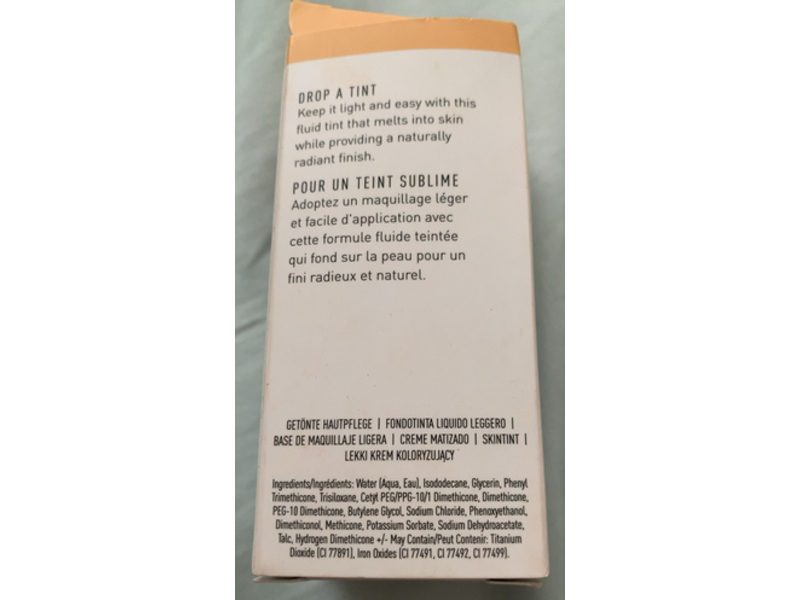 DROP A TINT
Keep it light and easy with this
fluid tint that melts into skin
while providing a naturally
radiant finish.
POUR UN TEINT SUBLIME
Adoptez un maquillage léger
et facile d'application avec
cette formule fluide teintée
qui fond sur la peau pour un
fini radieux et naturel.
GETÖNTE HAUTPFLEGE | FONDOTINTA LIQUIDO LEGGERO |
BASE DE MAQUILLAJE LIGERA | CREME MATIZADO | SKINTINT |
LEKKI KREM KOLORYZUJĄCY
Ingredients/Ingrédients: Water (Aqua, Eau), Isododecane, Glycerin, Phenyl
Trimethicone, Trisiloxane, Cetyl PEG/PPG-10/1 Dimethicone, Dimethicone,
PEG-10 Dimethicone, Butylene Glycol, Sodium Chloride, Phenoxyethanol,
Dimethiconol, Methicone, Potassium Sorbate, Sodium Dehydroacetate,
Talc, Hydrogen Dimethicone +/- May Contain/Peut Contenir: Titanium
Dioxide (CI 77891), Iron Oxides (CI 77491, CI 77492, CI 77499).